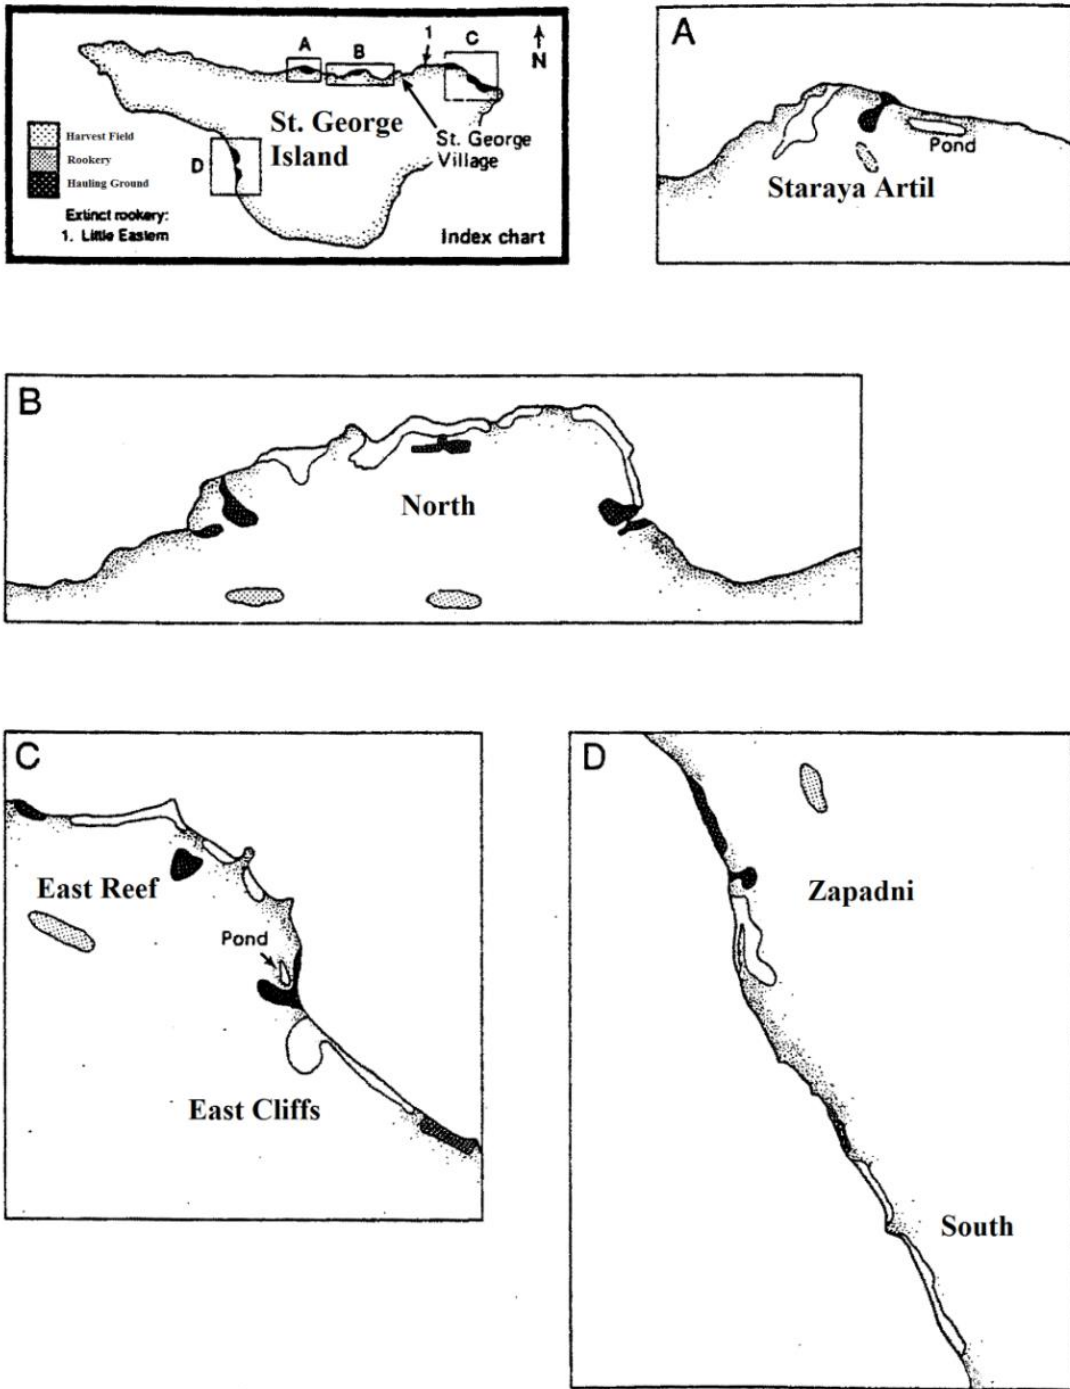 A
B
1
C
N
St. George
Island
St. George
Village
D
Harvest Field
Rookery
Hauling Ground
Extinct rookery:
1. Little Eastern
Index chart
A
Pond
Staraya Artil
B
North
C
East Reef
Pond
East Cliffs
D
Zapadni
South